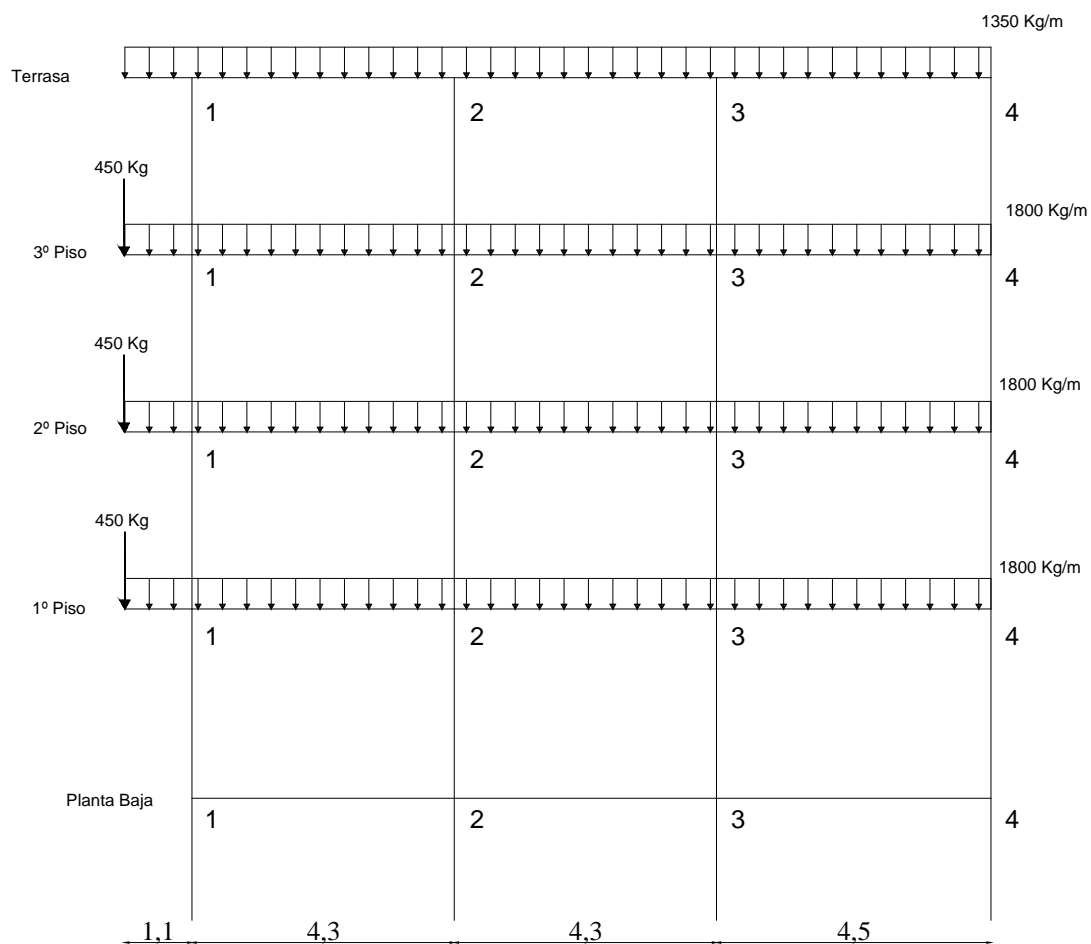 1350 Kg/m
Terrasa
1 2 3 4
450 Kg
1800 Kg/m
3º Piso
1 2 3 4
450 Kg
1800 Kg/m
2º Piso
1 2 3 4
450 Kg
1800 Kg/m
1º Piso
1 2 3 4
Planta Baja
1 2 3 4
1,1 4,3 4,3 4,5